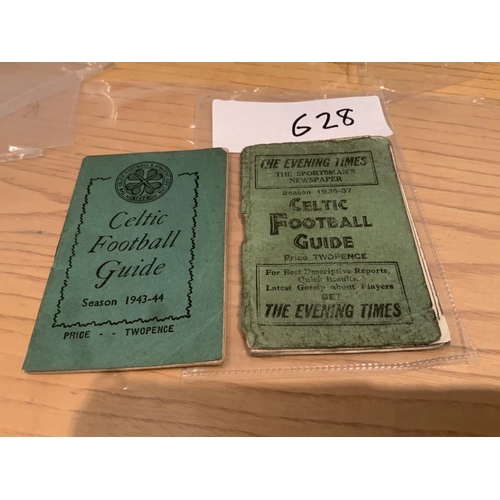 628
Celtic
Football
Guide
Season 1943-44
PRICE - - TWOPENCE
THE EVENING TIMES
THE SPORTSMAN'S
NEWSPAPER
Season 1936-37
CELTIC
FOOTBALL
GUIDE
Price TWOPENCE
For Best Descriptive Reports,
Quick Results,
Latest Gossip about Players
GET
THE EVENING TIMES